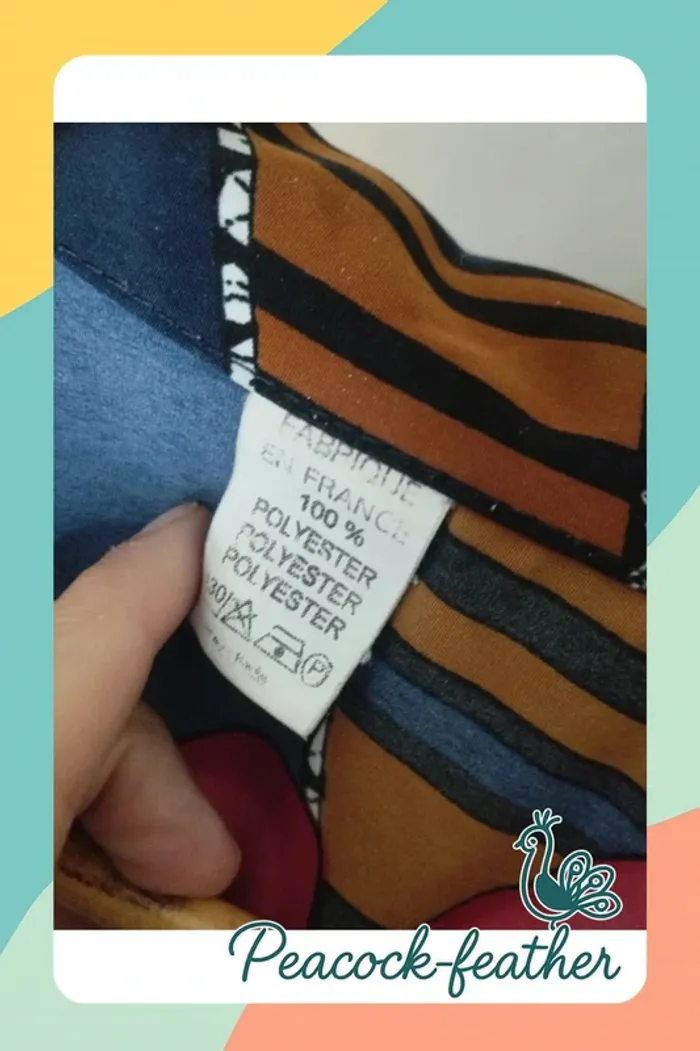 FABRIQUE
EN FRANCE
100 %
POLYESTER
POLYESTER
POLYESTER
30
P
Peacock-feather